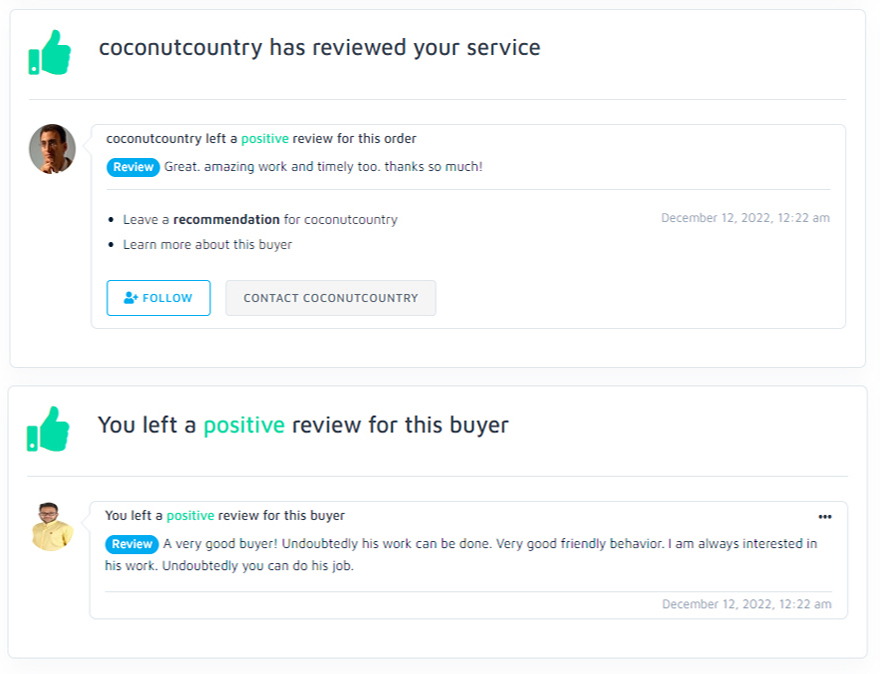 coconutcountry has reviewed your service
coconutcountry left a positive review for this order
Review Great. amazing work and timely too. thanks so much!
• Leave a recommendation for coconutcountry
December 12, 2022, 12:22 am
• Learn more about this buyer
FOLLOW
CONTACT COCONUTCOUNTRY
You left a positive review for this buyer
You left a positive review for this buyer
Review A very good buyer! Undoubtedly his work can be done. Very good friendly behavior. I am always interested in
his work. Undoubtedly you can do his job.
December 12, 2022, 12:22 am